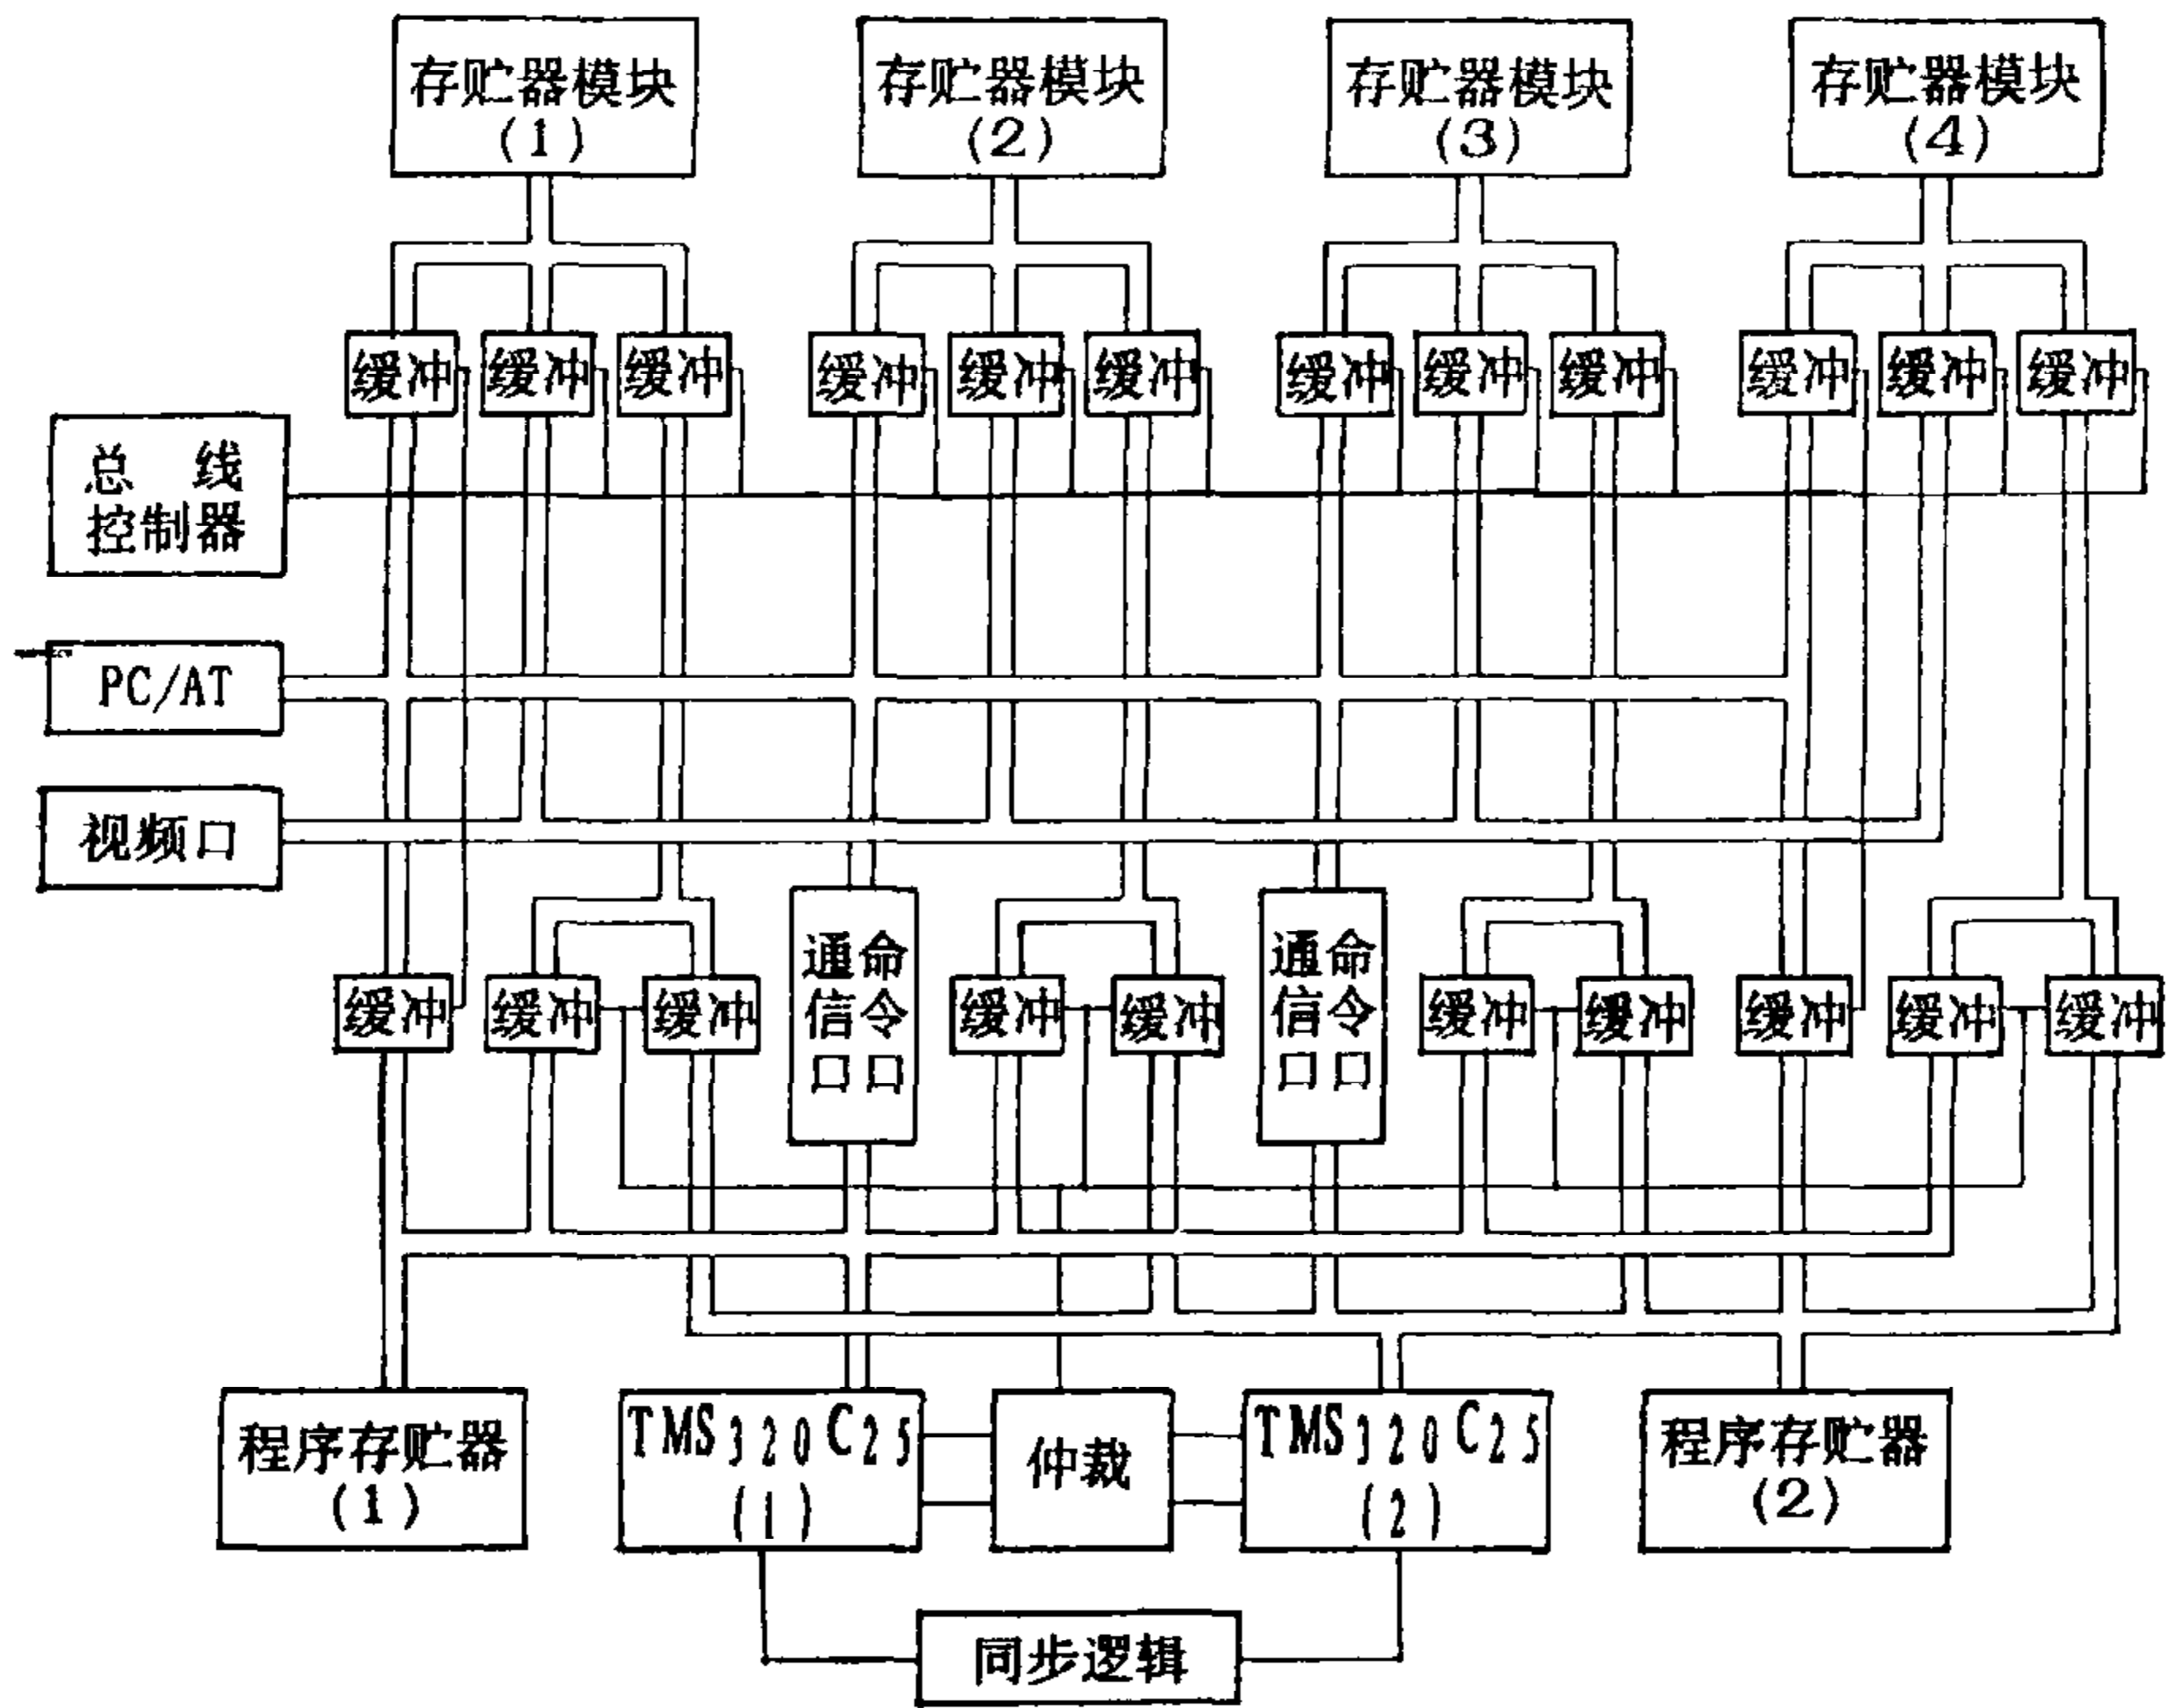 存贮器模块
(1)
存贮器模块
(2)
存贮器模块
(3)
存贮器模块
(4)
缓冲
缓冲
缓冲
缓冲
缓冲
缓冲
缓冲
缓冲
缓冲
缓冲
缓冲
缓冲
总线
控制器
PC/AT
视频口
缓冲
缓冲
缓冲
通信口
命令口
缓冲
缓冲
通信口
命令口
缓冲
缓冲
缓冲
缓冲
缓冲
程序存贮器
(1)
TMS320C25
(1)
仲裁
TMS320C25
(2)
程序存贮器
(2)
同步逻辑